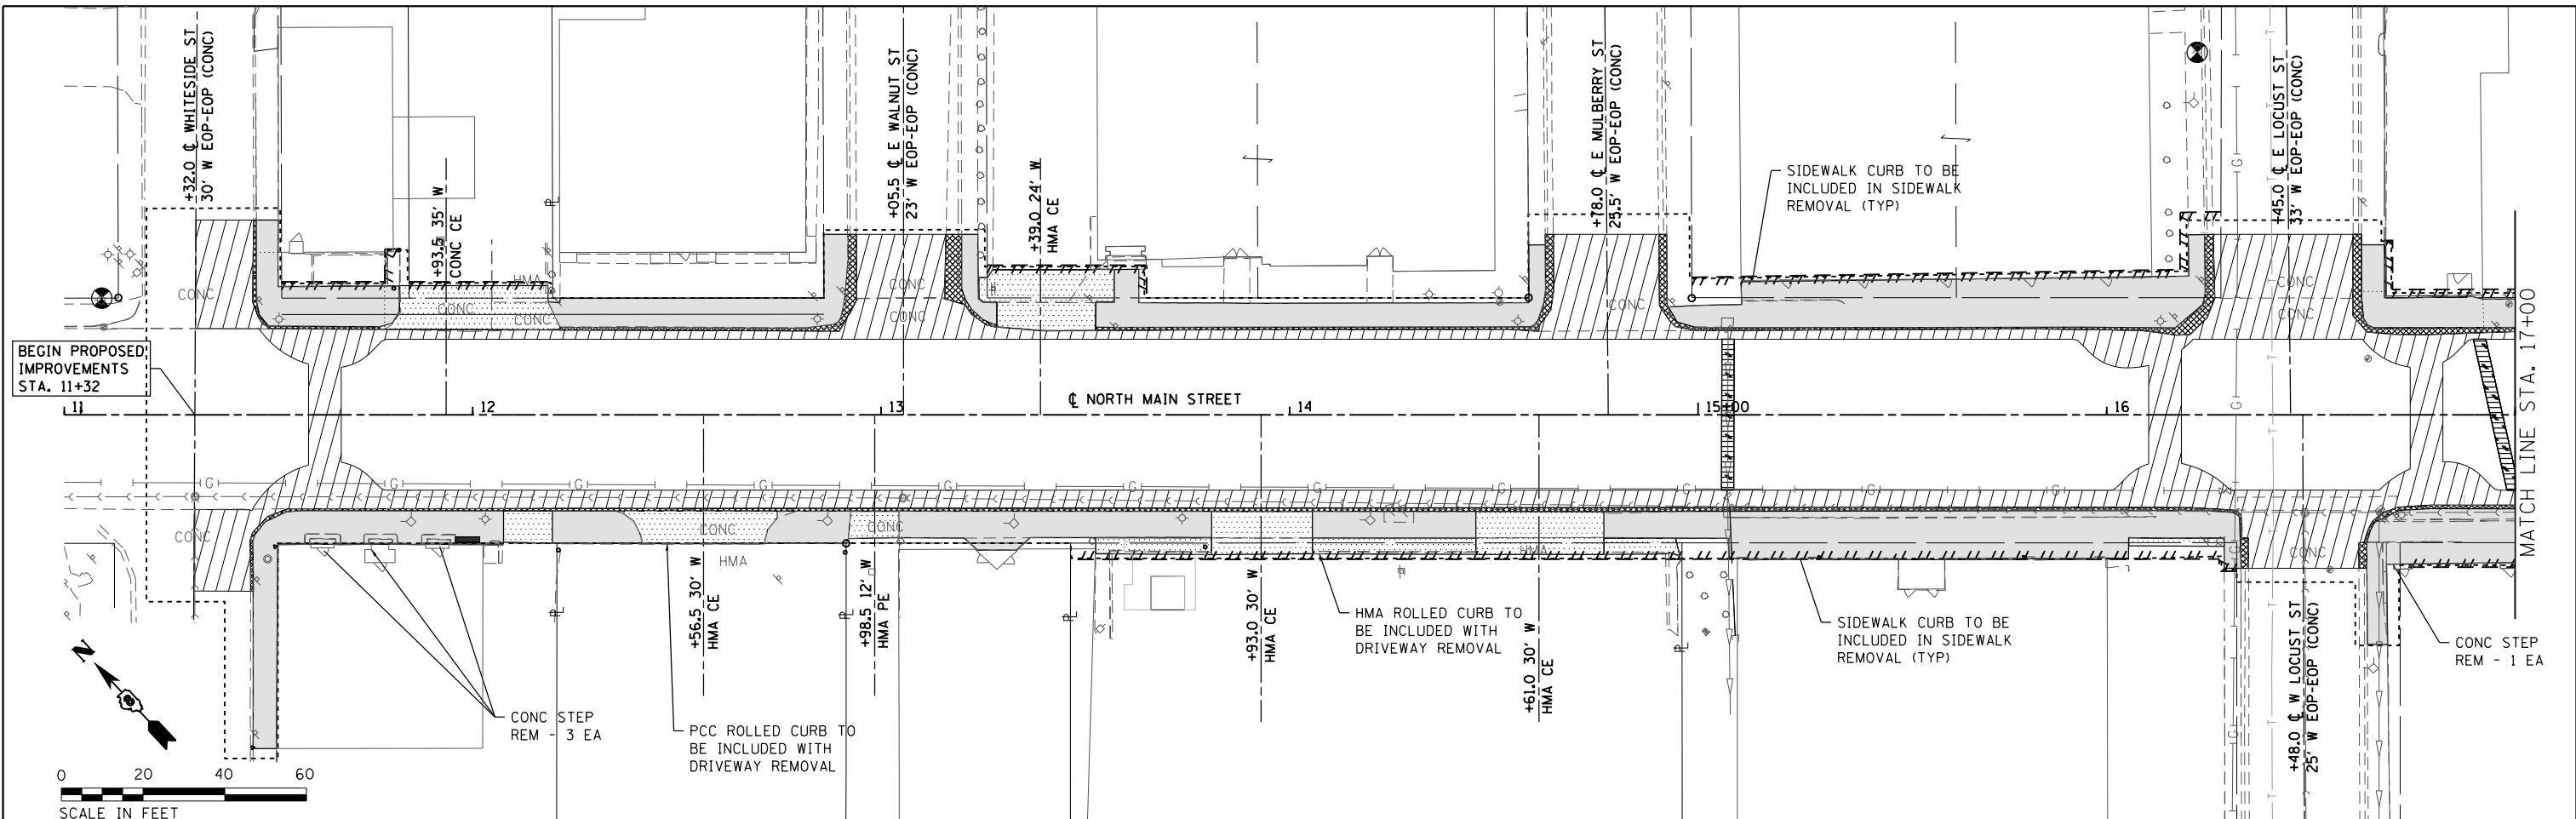 +32.0 ℄ WHITESIDE ST
30' W EOP-EOP (CONC)
+93.5 35' W
CONC CE
+05.5 ℄ E WALNUT ST
23' W EOP-EOP (CONC)
+39.0 24' W
HMA CE
+78.0 ℄ E MULBERRY ST
25.5' W EOP-EOP (CONC)
SIDEWALK CURB TO BE
INCLUDED IN SIDEWALK
REMOVAL (TYP)
+45.0 ℄ E LOCUST ST
33' W EOP-EOP (CONC)
CONC
HMA
CONC
CONC
CONC
CONC
CONC
CONC
CONC
BEGIN PROPOSED
IMPROVEMENTS
STA. 11+32
11
12
13
14
15+00
16
℄ NORTH MAIN STREET
MATCH LINE STA. 17+00
G G G G G G G G G G G
CONC
CONC
CONC
CONC
HMA
HMA
+56.5 30' W
HMA CE
+98.5 12' W
HMA PE
+93.0 30' W
HMA CE
+61.0 30' W
HMA CE
+48.0 ℄ W LOCUST ST
25' W EOP-EOP (CONC)
HMA ROLLED CURB TO
BE INCLUDED WITH
DRIVEWAY REMOVAL
SIDEWALK CURB TO BE
INCLUDED IN SIDEWALK
REMOVAL (TYP)
CONC STEP
REM - 1 EA
CONC STEP
REM - 3 EA
PCC ROLLED CURB TO
BE INCLUDED WITH
DRIVEWAY REMOVAL
N
0 20 40 60
SCALE IN FEET